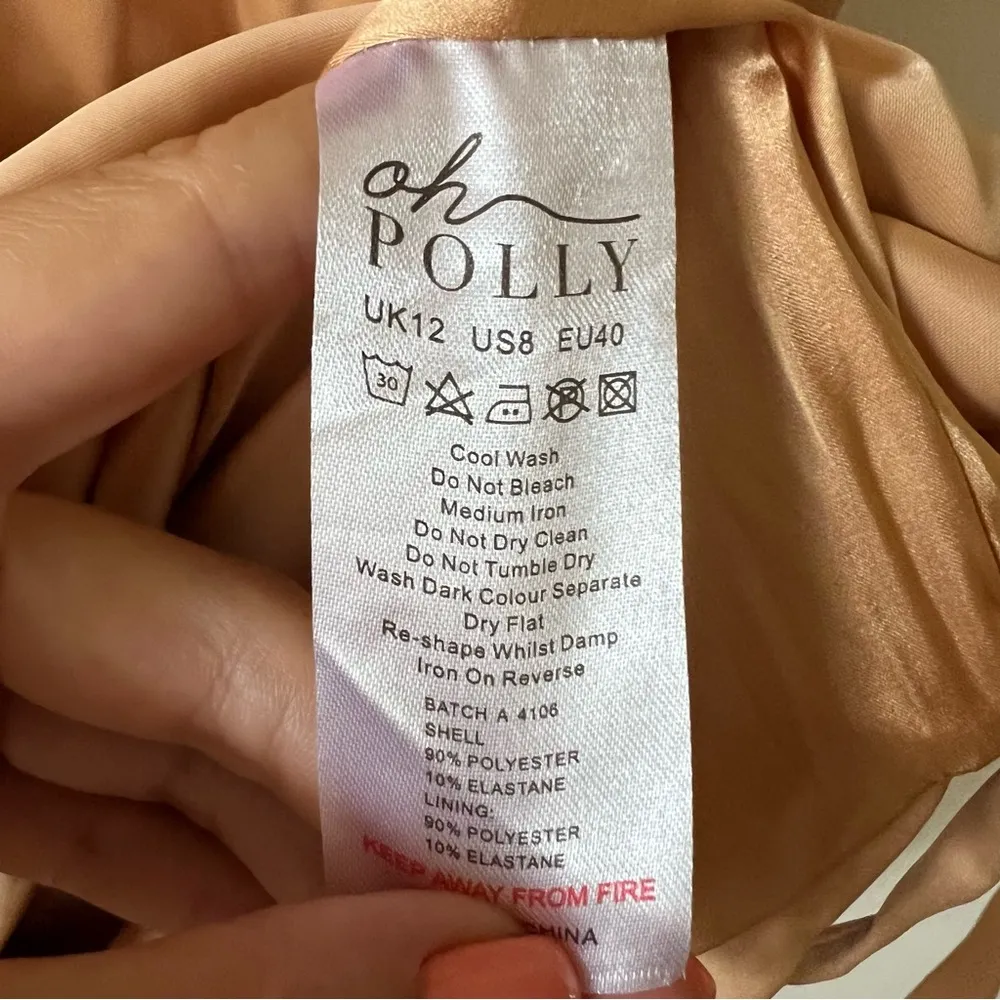 oh
POLLY
UK12 US8 EU40
30
Cool Wash
Do Not Bleach
Medium Iron
Do Not Dry Clean
Do Not Tumble Dry
Wash Dark Colour Separate
Dry Flat
Re-shape Whilst Damp
Iron On Reverse
BATCH A 4106
SHELL
90% POLYESTER
10% ELASTANE
LINING:
90% POLYESTER
10% ELASTANE
KEEP AWAY FROM FIRE
CHINA